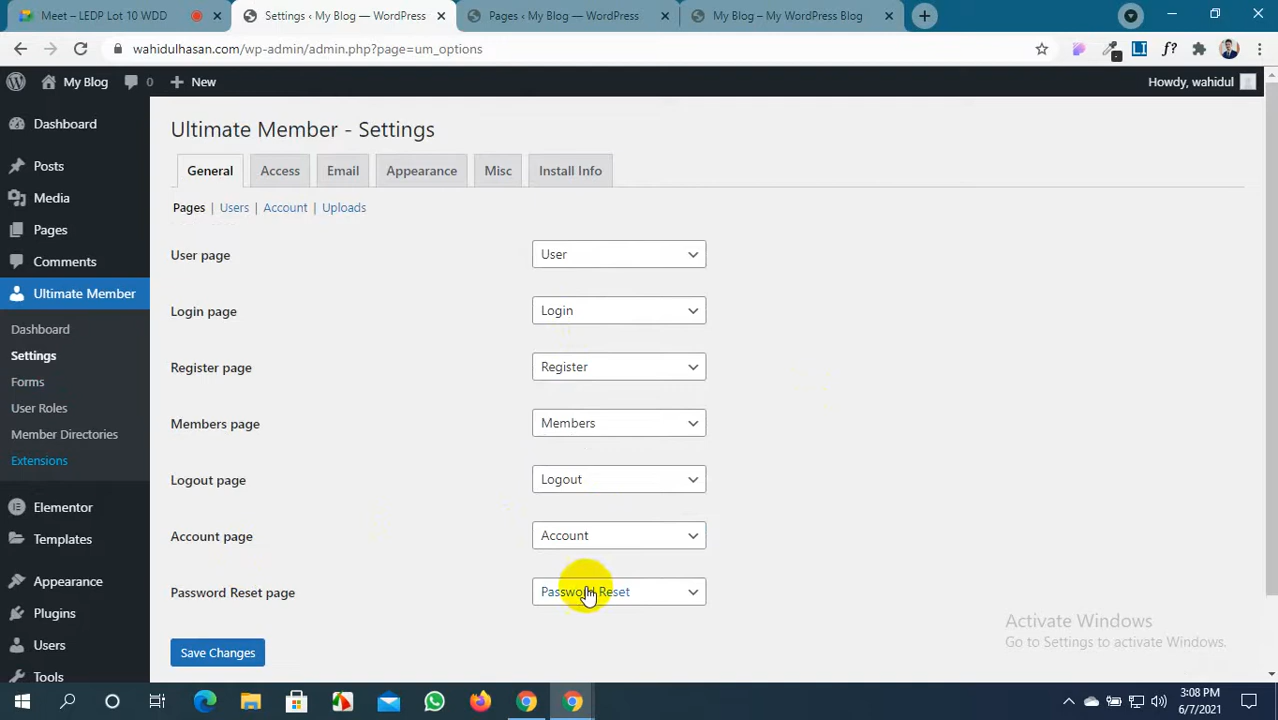 Meet – LEDP Lot 10 WDD
Settings ‹ My Blog — WordPress
Pages ‹ My Blog — WordPress
My Blog – My WordPress Blog
wahidulhasan.com/wp-admin/admin.php?page=um_options
My Blog
0
New
Howdy, wahidul
Dashboard
Posts
Media
Pages
Comments
Ultimate Member
Dashboard
Settings
Forms
User Roles
Member Directories
Extensions
Elementor
Templates
Appearance
Plugins
Users
Tools
Ultimate Member - Settings
General
Access
Email
Appearance
Misc
Install Info
Pages | Users | Account | Uploads
User page
User
Login page
Login
Register page
Register
Members page
Members
Logout page
Logout
Account page
Account
Password Reset page
Password Reset
Save Changes
Activate Windows
Go to Settings to activate Windows.
3:08 PM
6/7/2021